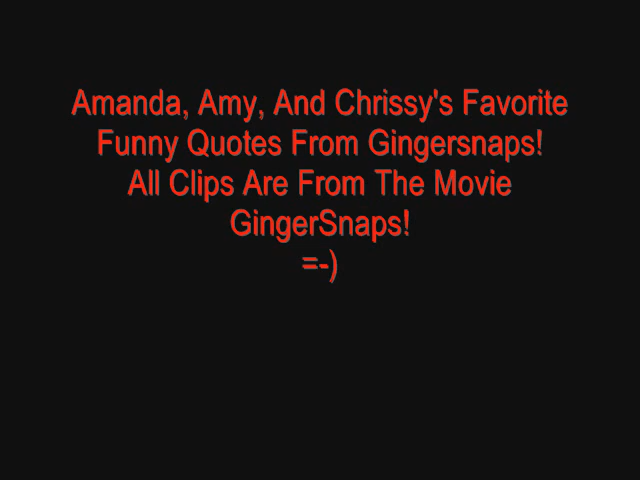 Amanda, Amy, And Chrissy's Favorite
Funny Quotes From Gingersnaps!
All Clips Are From The Movie
GingerSnaps!
=-)